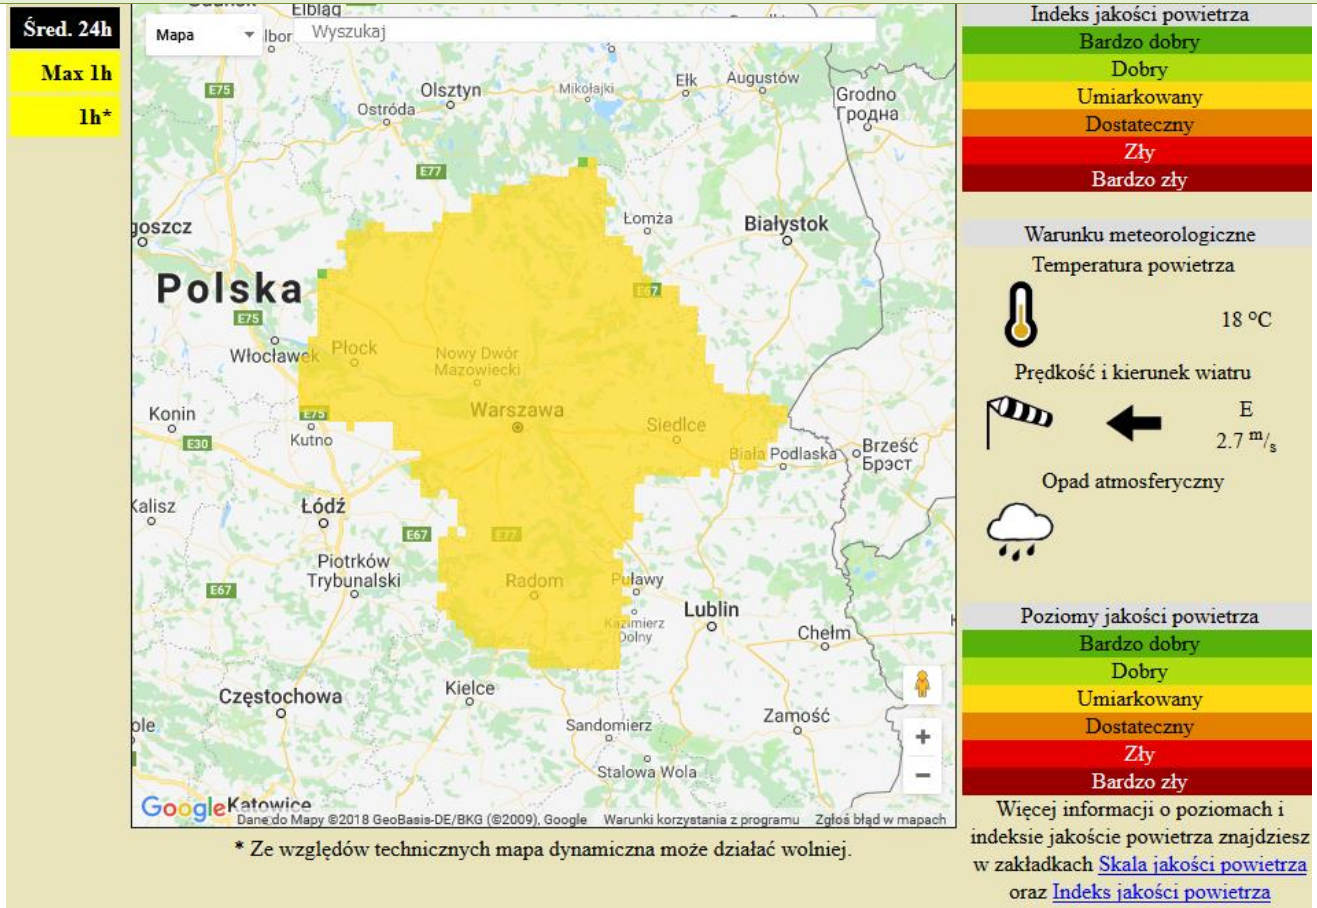 Śred. 24h
Max 1h
1h*
Elbląg
Mapa
Wyszukaj
E75
Olsztyn
Mikołajki
Ełk
Augustów
Ostróda
Grodno
Гродна
E77
Łomża
Białystok
goszcz
Polska
E67
E75
Włocławek
Płock
Nowy Dwór
Mazowiecki
Warszawa
Siedlce
Konin
E75
E30
Kutno
Biała Podlaska
Brześć
Брэст
Kalisz
Łódź
E67
E77
Piotrków
Trybunalski
E67
Radom
Puławy
Kazimierz
Dolny
Lublin
Chełm
Częstochowa
Kielce
Sandomierz
Zamość
ole
Stalowa Wola
+
−
Google
Katowice
Dane do Mapy ©2018 GeoBasis-DE/BKG (©2009), Google
Warunki korzystania z programu
Zgłoś błąd w mapach
* Ze względów technicznych mapa dynamiczna może działać wolniej.
Indeks jakości powietrza
Bardzo dobry
Dobry
Umiarkowany
Dostateczny
Zły
Bardzo zły
Warunku meteorologiczne
Temperatura powietrza
18 °C
Prędkość i kierunek wiatru
E
2.7 m/s
Opad atmosferyczny
Poziomy jakości powietrza
Bardzo dobry
Dobry
Umiarkowany
Dostateczny
Zły
Bardzo zły
Więcej informacji o poziomach i
indeksie jakoście powietrza znajdziesz
w zakładkach Skala jakości powietrza
oraz Indeks jakości powietrza